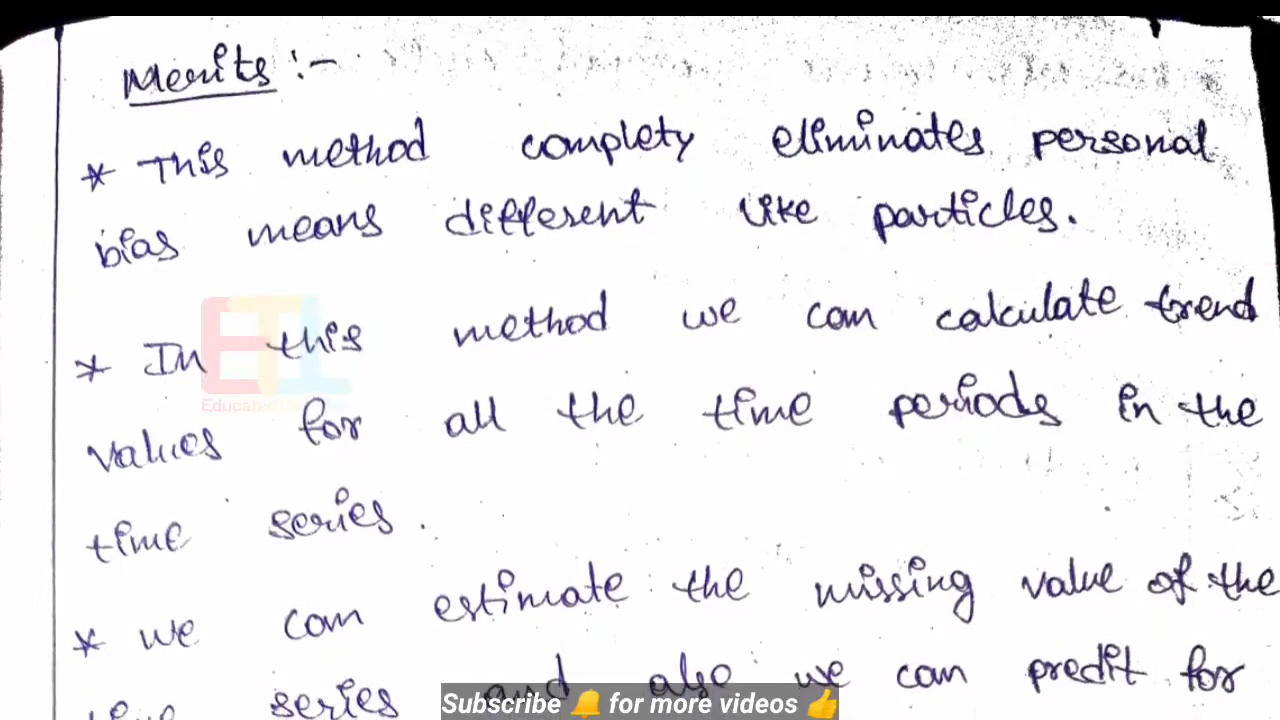 Merits :-
* This method complety eliminates personal
bias means different like particles.
* In this method we can calculate trend
values for all the time periods in the
time series.
* we can estimate the missing value of the
time series and also we can predit for
Subscribe 🔔 for more videos 👍